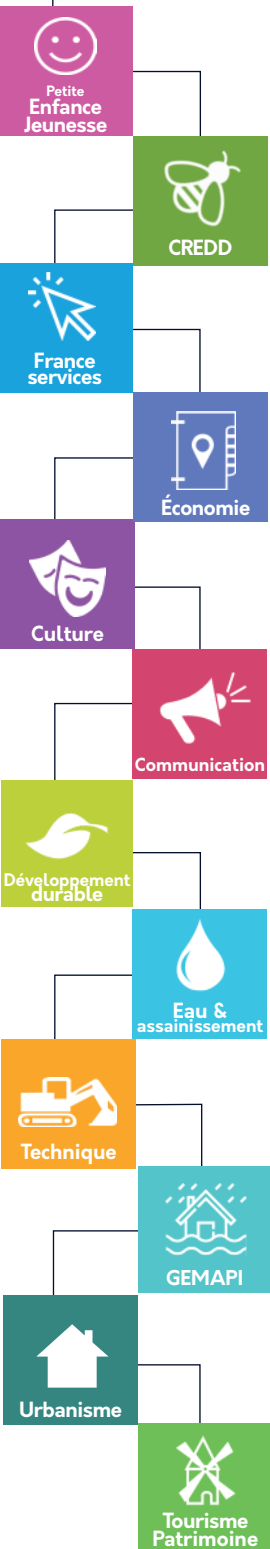 Petite
Enfance
Jeunesse
CREDD
France
services
Économie
Culture
Communication
Développement
durable
Eau &
assainissement
Technique
GEMAPI
Urbanisme
Tourisme
Patrimoine